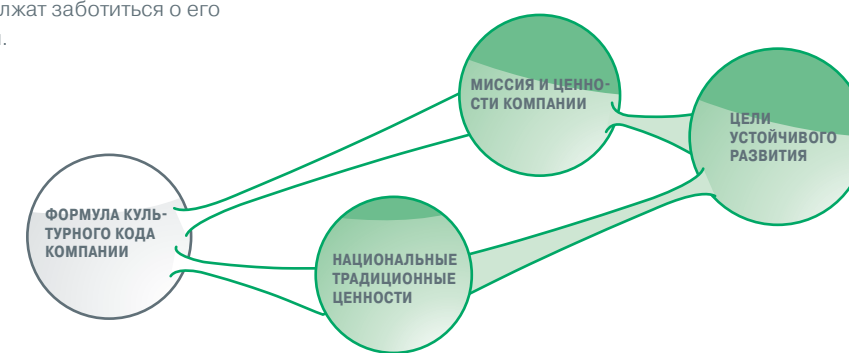 лжат заботиться о его
МИССИЯ И ЦЕННО-
СТИ КОМПАНИИ
ЦЕЛИ
УСТОЙЧИВОГО
РАЗВИТИЯ
ФОРМУЛА КУЛЬ-
ТУРНОГО КОДА
КОМПАНИИ
НАЦИОНАЛЬНЫЕ
ТРАДИЦИОННЫЕ
ЦЕННОСТИ